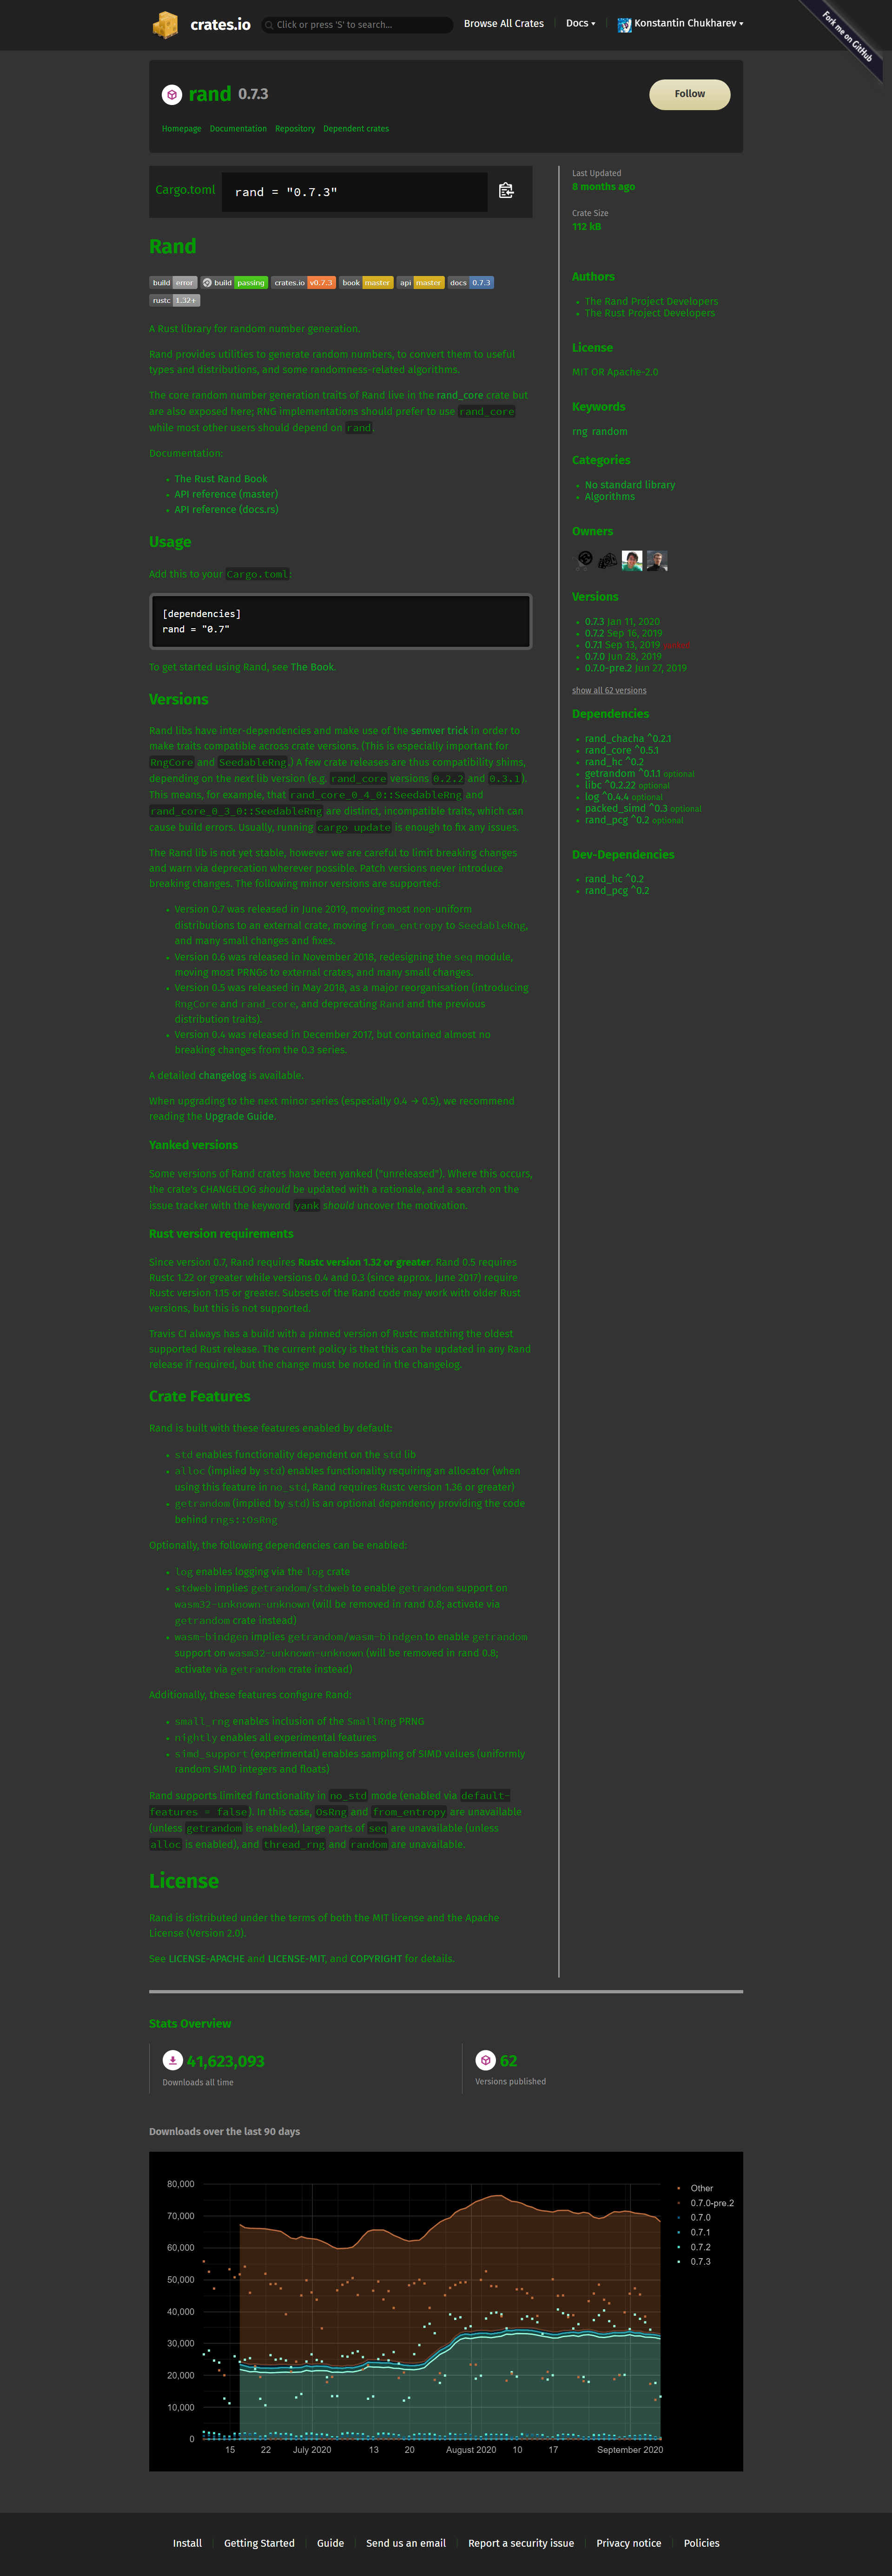 crates.io
Click or press 'S' to search...
Browse All Crates
Docs
Konstantin Chukharev
Fork me on GitHub
rand 0.7.3
Follow
Homepage Documentation Repository Dependent crates
Cargo.toml rand = "0.7.3"
Rand
build error build passing crates.io v0.7.3 book master api master docs 0.7.3
rustc 1.32+
A Rust library for random number generation.
Rand provides utilities to generate random numbers, to convert them to useful
types and distributions, and some randomness-related algorithms.
The core random number generation traits of Rand live in the rand_core crate but
are also exposed here; RNG implementations should prefer to use rand_core
while most other users should depend on rand.
Documentation:
• The Rust Rand Book
• API reference (master)
• API reference (docs.rs)
Usage
Add this to your Cargo.toml:
[dependencies]
rand = "0.7"
To get started using Rand, see The Book.
Versions
Rand libs have inter-dependencies and make use of the semver trick in order to
make traits compatible across crate versions. (This is especially important for
RngCore and SeedableRng.) A few crate releases are thus compatibility shims,
depending on the next lib version (e.g. rand_core versions 0.2.2 and 0.3.1).
This means, for example, that rand_core_0_4_0::SeedableRng and
rand_core_0_3_0::SeedableRng are distinct, incompatible traits, which can
cause build errors. Usually, running cargo update is enough to fix any issues.
The Rand lib is not yet stable, however we are careful to limit breaking changes
and warn via deprecation wherever possible. Patch versions never introduce
breaking changes. The following minor versions are supported:
• Version 0.7 was released in June 2019, moving most non-uniform
distributions to an external crate, moving from_entropy to SeedableRng,
and many small changes and fixes.
• Version 0.6 was released in November 2018, redesigning the seq module,
moving most PRNGs to external crates, and many small changes.
• Version 0.5 was released in May 2018, as a major reorganisation (introducing
RngCore and rand_core, and deprecating Rand and the previous
distribution traits).
• Version 0.4 was released in December 2017, but contained almost no
breaking changes from the 0.3 series.
A detailed changelog is available.
When upgrading to the next minor series (especially 0.4 → 0.5), we recommend
reading the Upgrade Guide.
Yanked versions
Some versions of Rand crates have been yanked ("unreleased"). Where this occurs,
the crate's CHANGELOG should be updated with a rationale, and a search on the
issue tracker with the keyword yank should uncover the motivation.
Rust version requirements
Since version 0.7, Rand requires Rustc version 1.32 or greater. Rand 0.5 requires
Rustc 1.22 or greater while versions 0.4 and 0.3 (since approx. June 2017) require
Rustc version 1.15 or greater. Subsets of the Rand code may work with older Rust
versions, but this is not supported.
Travis CI always has a build with a pinned version of Rustc matching the oldest
supported Rust release. The current policy is that this can be updated in any Rand
release if required, but the change must be noted in the changelog.
Crate Features
Rand is built with these features enabled by default:
• std enables functionality dependent on the std lib
• alloc (implied by std) enables functionality requiring an allocator (when
using this feature in no_std, Rand requires Rustc version 1.36 or greater)
• getrandom (implied by std) is an optional dependency providing the code
behind rngs::OsRng
Optionally, the following dependencies can be enabled:
• log enables logging via the log crate
• stdweb implies getrandom/stdweb to enable getrandom support on
wasm32-unknown-unknown (will be removed in rand 0.8; activate via
getrandom crate instead)
• wasm-bindgen implies getrandom/wasm-bindgen to enable getrandom
support on wasm32-unknown-unknown (will be removed in rand 0.8;
activate via getrandom crate instead)
Additionally, these features configure Rand:
• small_rng enables inclusion of the SmallRng PRNG
• nightly enables all experimental features
• simd_support (experimental) enables sampling of SIMD values (uniformly
random SIMD integers and floats)
Rand supports limited functionality in no_std mode (enabled via default-
features = false). In this case, OsRng and from_entropy are unavailable
(unless getrandom is enabled), large parts of seq are unavailable (unless
alloc is enabled), and thread_rng and random are unavailable.
License
Rand is distributed under the terms of both the MIT license and the Apache
License (Version 2.0).
See LICENSE-APACHE and LICENSE-MIT, and COPYRIGHT for details.
Last Updated
8 months ago
Crate Size
112 kB
Authors
• The Rand Project Developers
• The Rust Project Developers
License
MIT OR Apache-2.0
Keywords
rng random
Categories
• No standard library
• Algorithms
Owners
Versions
• 0.7.3 Jan 11, 2020
• 0.7.2 Sep 16, 2019
• 0.7.1 Sep 13, 2019 yanked
• 0.7.0 Jun 28, 2019
• 0.7.0-pre.2 Jun 27, 2019
show all 62 versions
Dependencies
• rand_chacha ^0.2.1
• rand_core ^0.5.1
• rand_hc ^0.2
• getrandom ^0.1.1 optional
• libc ^0.2.22 optional
• log ^0.4.4 optional
• packed_simd ^0.3 optional
• rand_pcg ^0.2 optional
Dev-Dependencies
• rand_hc ^0.2
• rand_pcg ^0.2
Stats Overview
41,623,093
Downloads all time
62
Versions published
Downloads over the last 90 days
80,000
70,000
60,000
50,000
40,000
30,000
20,000
10,000
0
15 22 July 2020 13 20 August 2020 10 17 September 2020
Other
0.7.0-pre.2
0.7.0
0.7.1
0.7.2
0.7.3
Install Getting Started Guide Send us an email Report a security issue Privacy notice Policies